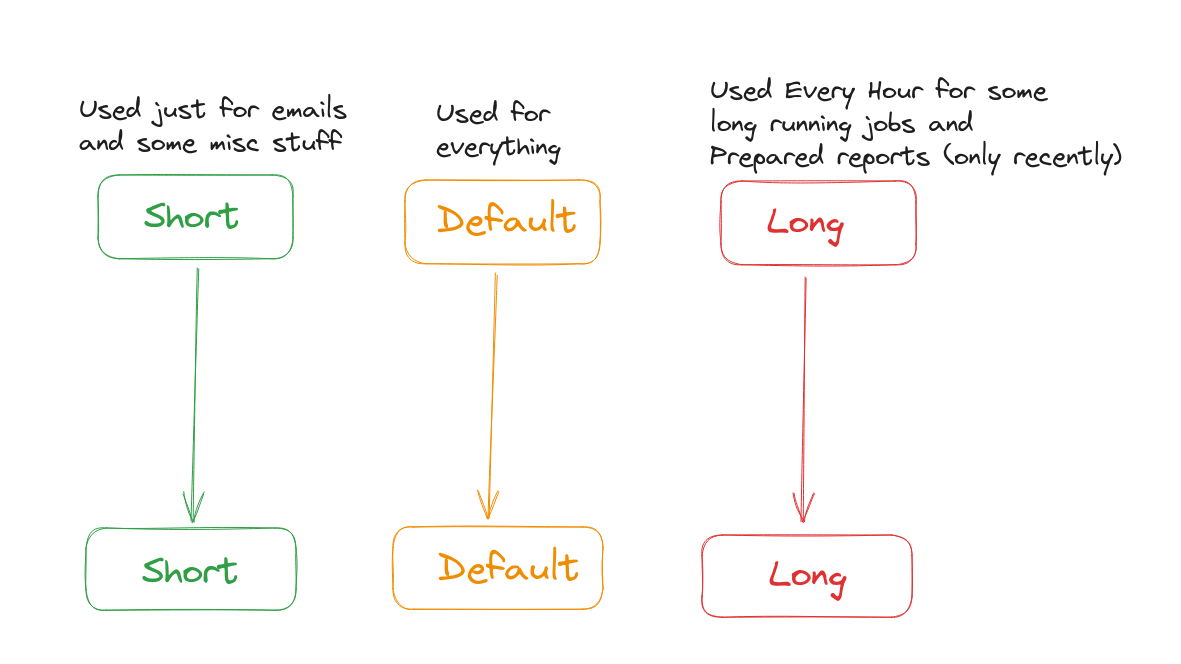 Used just for emails
and some misc stuff
Short
Used for
everything
Default
Used Every Hour for some
long running jobs and
Prepared reports (only recently)
Long
Short
Default
Long